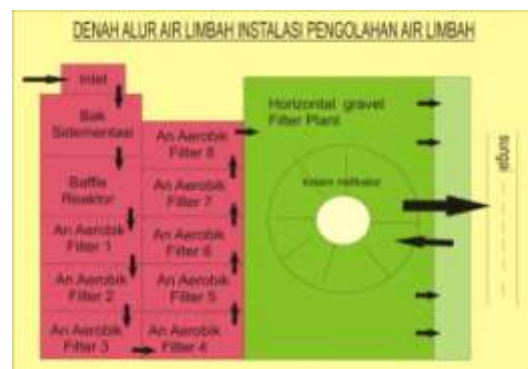 DENAH ALUR AIR LIMBAH INSTALASI PENGOLAHAN AIR LIMBAH
Inlet
Bak
Sidementasi
Baffle
Reaktor
An Aerobik
Filter 1
An Aerobik
Filter 2
An Aerobik
Filter 3
An Aerobik
Filter 4
An Aerobik
Filter 5
An Aerobik
Filter 6
An Aerobik
Filter 7
An Aerobik
Filter 8
Horizontal gravel
Filter Plant
kolam indikator
sungai